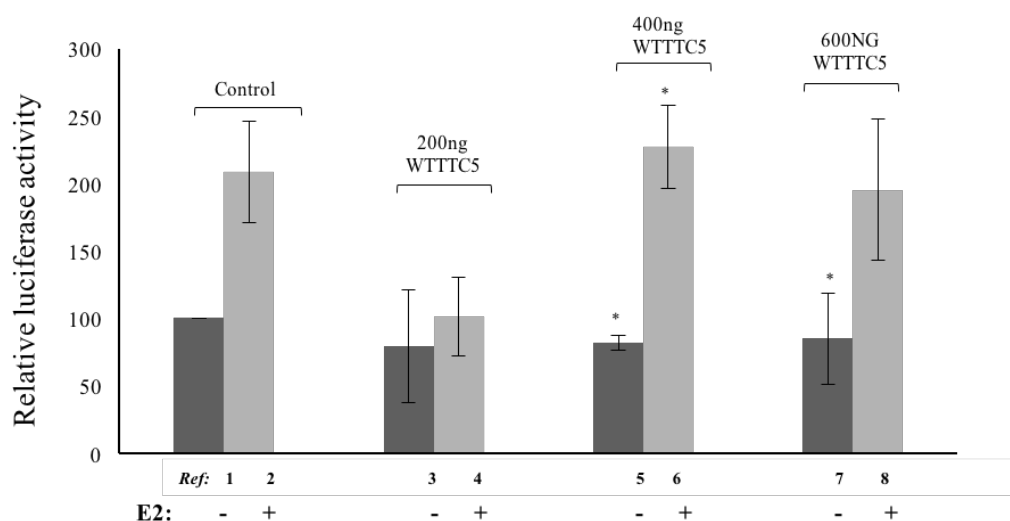 400ng
WTTTC5
600NG
WTTTC5
300
Control
250
*
200ng
WTTTC5
200
150
*
*
100
50
0
Relative luciferase activity
Ref: 1 2 3 4 5 6 7 8
E2: - + - + - + - +